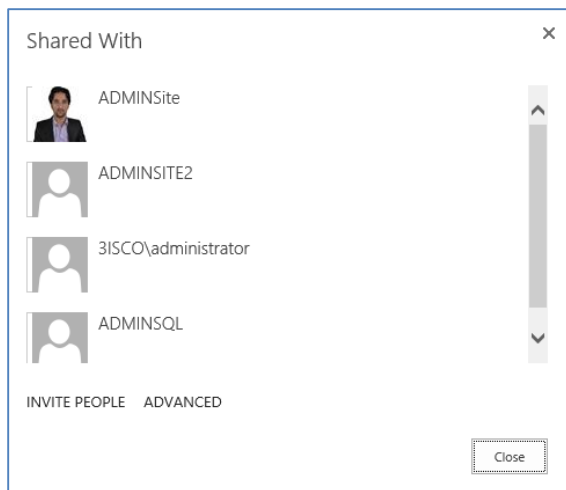 Shared With
ADMINSite
ADMINSITE2
3ISCO\administrator
ADMINSQL
INVITE PEOPLE ADVANCED
Close